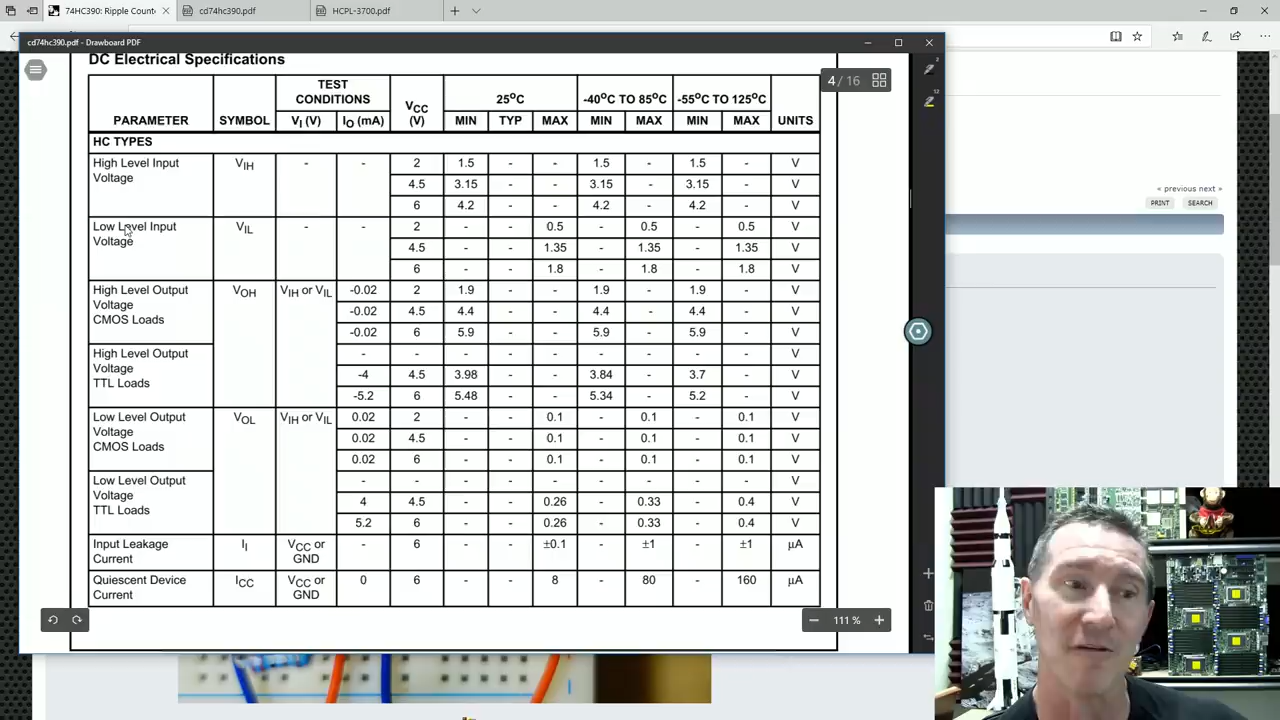 74HC390: Ripple Count
cd74hc390.pdf
HCPL-3700.pdf
cd74hc390.pdf - Drawboard PDF
4 / 16
DC Electrical Specifications
PARAMETER SYMBOL TEST CONDITIONS VCC (V) 25°C -40°C TO 85°C -55°C TO 125°C UNITS
VI (V) IO (mA) MIN TYP MAX MIN MAX MIN MAX
HC TYPES
High Level Input Voltage VIH - - 2 1.5 - - 1.5 - 1.5 - V
4.5 3.15 - - 3.15 - 3.15 - V
6 4.2 - - 4.2 - 4.2 - V
Low Level Input Voltage VIL - - 2 - - 0.5 - 0.5 - 0.5 V
4.5 - - 1.35 - 1.35 - 1.35 V
6 - - 1.8 - 1.8 - 1.8 V
High Level Output Voltage CMOS Loads VOH VIH or VIL -0.02 2 1.9 - - 1.9 - 1.9 - V
-0.02 4.5 4.4 - - 4.4 - 4.4 - V
-0.02 6 5.9 - - 5.9 - 5.9 - V
High Level Output Voltage TTL Loads - - - - - - - - - V
-4 4.5 3.98 - - 3.84 - 3.7 - V
-5.2 6 5.48 - - 5.34 - 5.2 - V
Low Level Output Voltage CMOS Loads VOL VIH or VIL 0.02 2 - - 0.1 - 0.1 - 0.1 V
0.02 4.5 - - 0.1 - 0.1 - 0.1 V
0.02 6 - - 0.1 - 0.1 - 0.1 V
Low Level Output Voltage TTL Loads - - - - - - - - - V
4 4.5 - - 0.26 - 0.33 - 0.4 V
5.2 6 - - 0.26 - 0.33 - 0.4 V
Input Leakage Current II VCC or GND - 6 - - ±0.1 - ±1 - ±1 µA
Quiescent Device Current ICC VCC or GND 0 6 - - 8 - 80 - 160 µA
111 %
« previous next »
PRINT SEARCH